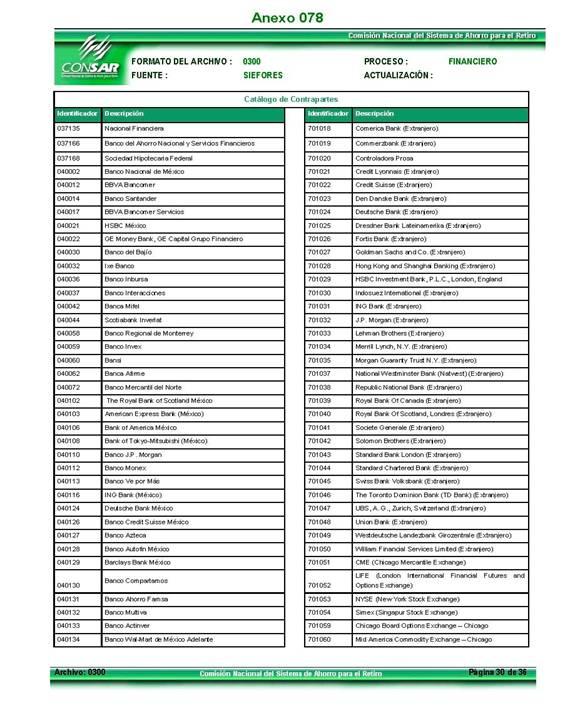 Anexo 078
Comisión Nacional del Sistema de Ahorro para el Retiro
CONSAR
FORMATO DEL ARCHIVO : 0300 PROCESO : FINANCIERO
FUENTE : SIEFORES ACTUALIZACIÓN :
Catálogo de Contrapartes
Identificador Descripción Identificador Descripción
037135 Nacional Financiera 701018 Comerica Bank (Extranjero)
037166 Banco del Ahorro Nacional y Servicios Financieros 701019 Commerzbank (Extranjero)
037168 Sociedad Hipotecaria Federal 701020 Controladora Prosa
040002 Banco Nacional de México 701021 Credit Lyonnais (Extranjero)
040012 BBVA Bancomer 701022 Credit Suisse (Extranjero)
040014 Banco Santander 701023 Den Danske Bank (Extranjero)
040017 BBVA Bancomer Servicios 701024 Deutsche Bank (Extranjero)
040021 HSBC México 701025 Dresdner Bank Lateinamerika (Extranjero)
040022 GE Money Bank, GE Capital Grupo Financiero 701026 Fortis Bank (Extranjero)
040030 Banco del Bajío 701027 Goldman Sachs and Co. (Extranjero)
040032 Ixe Banco 701028 Hong Kong and Shanghai Banking (Extranjero)
040036 Banco Inbursa 701029 HSBC Investment Bank, P.L.C., London, England
040037 Banco Interacciones 701030 Indosuez International (Extranjero)
040042 Banca Mifel 701031 ING Bank (Extranjero)
040044 Scotiabank Inverlat 701032 J.P. Morgan (Extranjero)
040058 Banco Regional de Monterrey 701033 Lehman Brothers (Extranjero)
040059 Banco Invex 701034 Merrill Lynch, N.Y. (Extranjero)
040060 Bansi 701035 Morgan Guaranty Trust N.Y. (Extranjero)
040062 Banca Afirme 701037 National Westminster Bank (Natwest) (Extranjero)
040072 Banco Mercantil del Norte 701038 Republic National Bank (Extranjero)
040102 The Royal Bank of Scotland México 701039 Royal Bank Of Canada (Extranjero)
040103 American Express Bank (México) 701040 Royal Bank Of Scotland, Londres (Extranjero)
040106 Bank of America México 701041 Societe Generale (Extranjero)
040108 Bank of Tokyo-Mitsubishi (México) 701042 Solomon Brothers (Extranjero)
040110 Banco J.P. Morgan 701043 Standard Bank London (Extranjero)
040112 Banco Monex 701044 Standard Chartered Bank (Extranjero)
040113 Banco Ve por Más 701045 Swiss Bank Volksbank (Extranjero)
040116 ING Bank (México) 701046 The Toronto Dominion Bank (TD Bank) (Extranjero)
040124 Deutsche Bank México 701047 UBS, A.G., Zurich, Switzerland (Extranjero)
040126 Banco Credit Suisse México 701048 Union Bank (Extranjero)
040127 Banco Azteca 701049 Westdeutsche Landezbank Girozentrale (Extranjero)
040128 Banco Autofin México 701050 William Financial Services Limited (Extranjero)
040129 Barclays Bank México 701051 CME (Chicago Mercantile Exchange)
040130 Banco Compartamos 701052 LIFE (London International Financial Futures and Options Exchange)
040131 Banco Ahorro Famsa 701053 NYSE (New York Stock Exchange)
040132 Banco Multiva 701054 Simex (Singapur Stock Exchange)
040133 Banco Actinver 701059 Chicago Board Options Exchange – Chicago
040134 Banco Wal-Mart de México Adelante 701060 Mid America Commodity Exchange – Chicago
Archivo: 0300 Comisión Nacional del Sistema de Ahorro para el Retiro Página 30 de 36